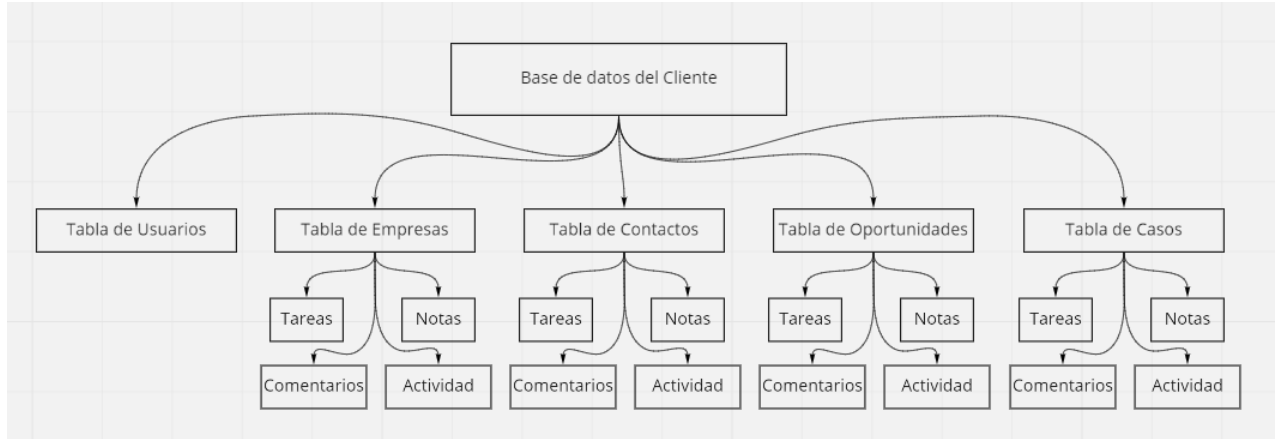 Base de datos del Cliente
Tabla de Usuarios
Tabla de Empresas
Tabla de Contactos
Tabla de Oportunidades
Tabla de Casos
Tareas
Notas
Tareas
Notas
Tareas
Notas
Tareas
Notas
Comentarios
Actividad
Comentarios
Actividad
Comentarios
Actividad
Comentarios
Actividad